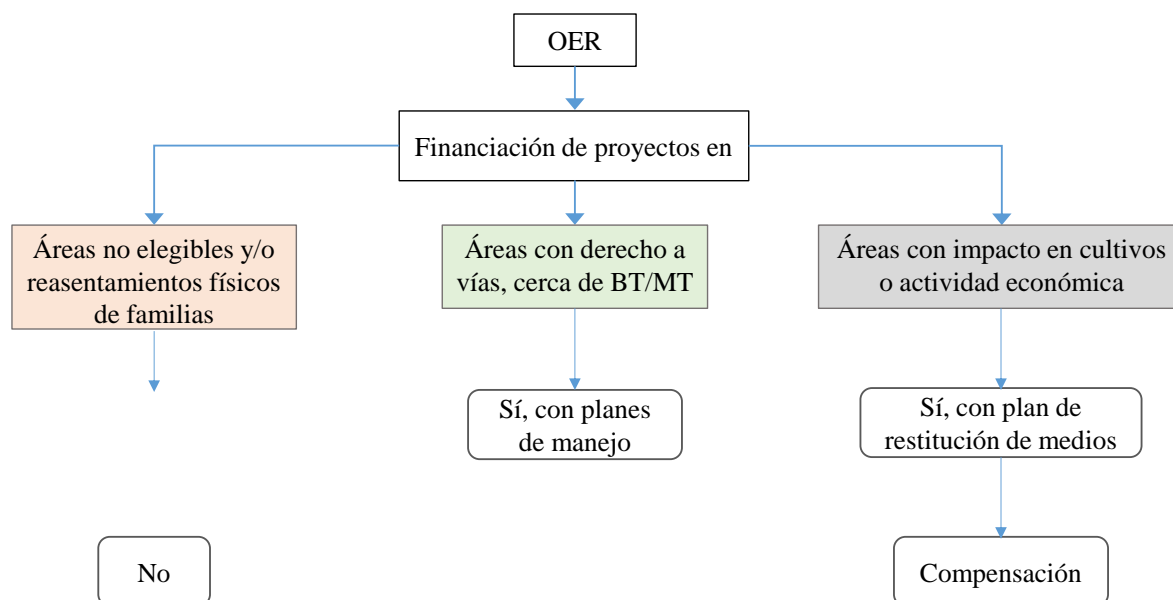 OER
Financiación de proyectos en
Áreas no elegibles y/o
reasentamientos físicos
de familias
Áreas con derecho a
vías, cerca de BT/MT
Áreas con impacto en cultivos
o actividad económica
Sí, con planes
de manejo
Sí, con plan de
restitución de medios
No
Compensación